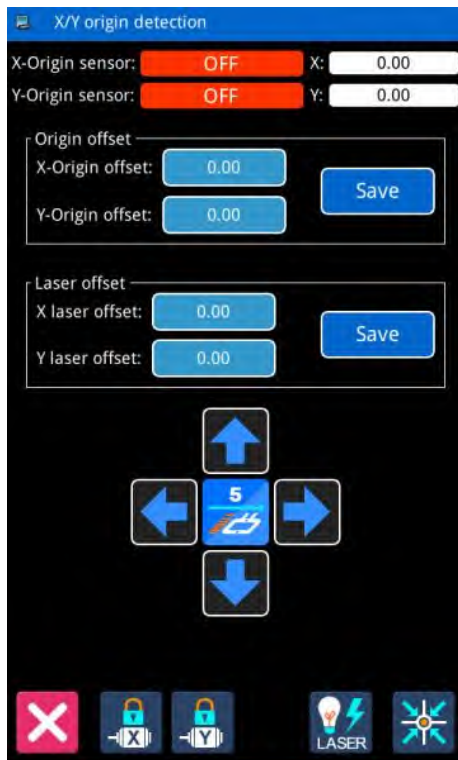 X/Y origin detection
X-Origin sensor: OFF X: 0.00
Y-Origin sensor: OFF Y: 0.00
Origin offset
X-Origin offset: 0.00
Save
Y-Origin offset: 0.00
Laser offset
X laser offset: 0.00
Save
Y laser offset: 0.00
5
X
Y
LASER